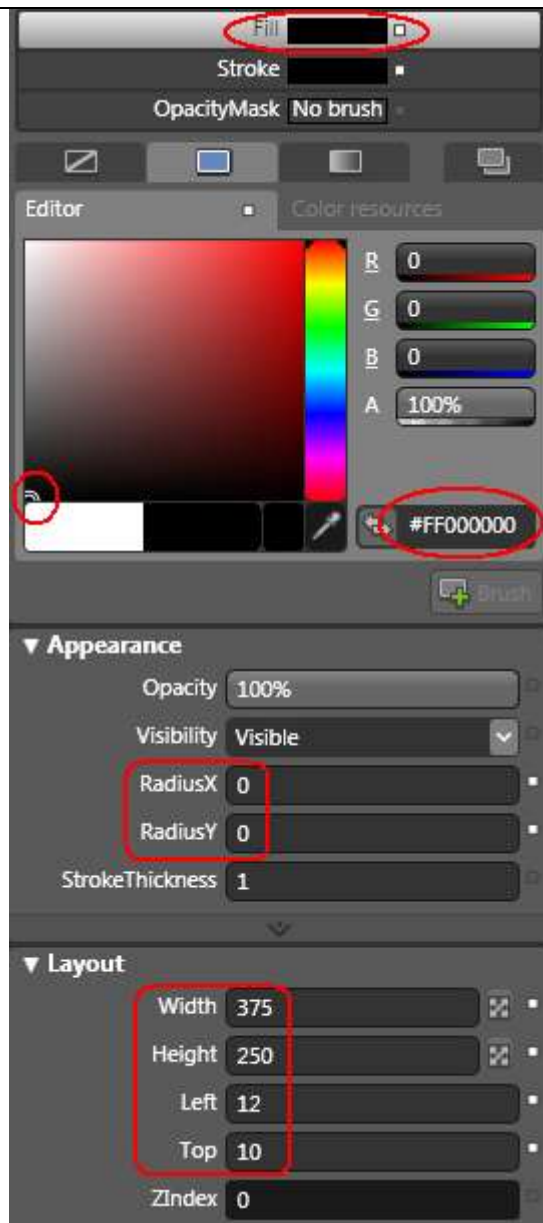 Fill
Stroke
OpacityMask No brush
Editor Color resources
R 0
G 0
B 0
A 100%
#FF000000
Brush
Appearance
Opacity 100%
Visibility Visible
RadiusX 0
RadiusY 0
StrokeThickness 1
Layout
Width 375
Height 250
Left 12
Top 10
ZIndex 0